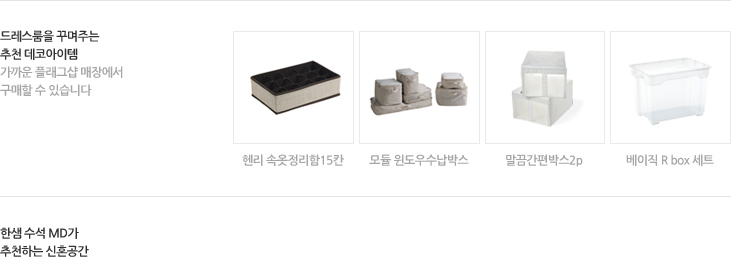 드레스룸을 꾸며주는
추천 데코아이템
가까운 플래그샵 매장에서
구매할 수 있습니다
헨리 속옷정리함15칸
모듈 윈도우수납박스
말끔간편박스2p
베이직 R box 세트
한샘 수석 MD가
추천하는 신혼공간